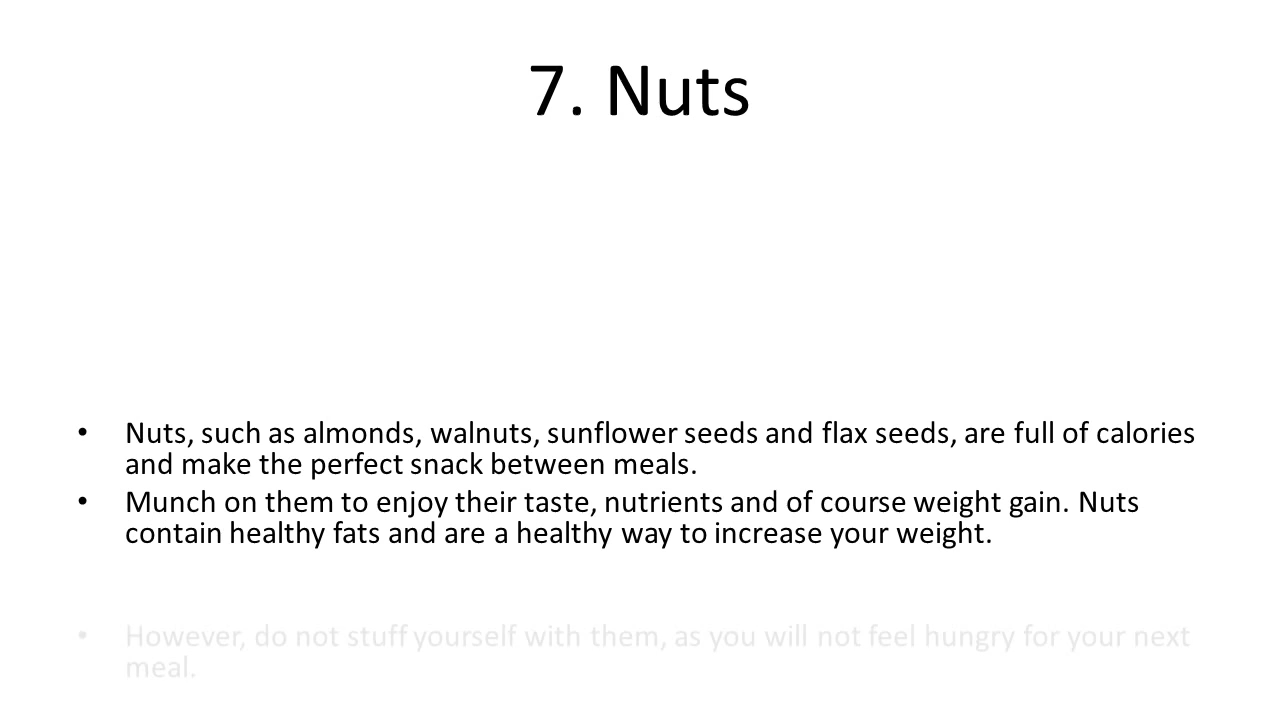 7. Nuts
• Nuts, such as almonds, walnuts, sunflower seeds and flax seeds, are full of calories
and make the perfect snack between meals.
• Munch on them to enjoy their taste, nutrients and of course weight gain. Nuts
contain healthy fats and are a healthy way to increase your weight.
• However, do not stuff yourself with them, as you will not feel hungry for your next
meal.